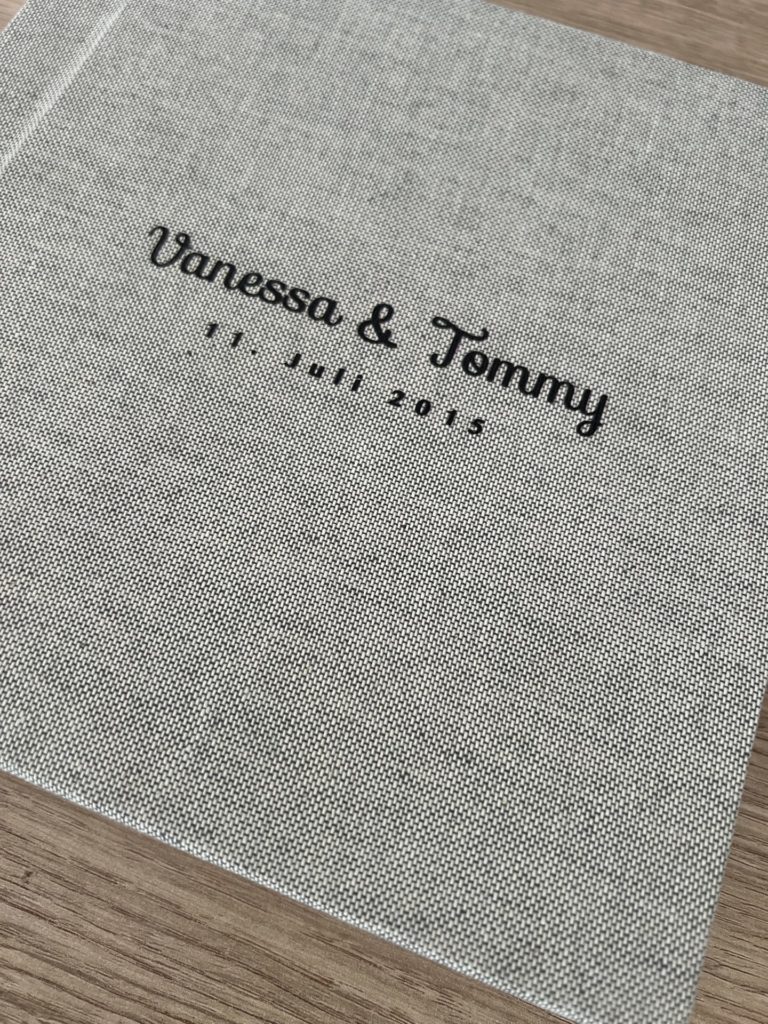 Vanessa & Tommy
11. Juli 2015